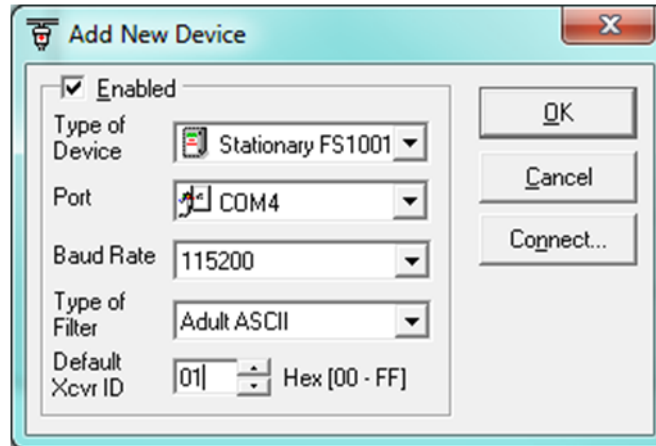 Add New Device
Enabled
Type of
Device
Stationary FS1001
Port
COM4
Baud Rate
115200
Type of
Filter
Adult ASCII
Default
Xcvr ID
01
Hex [00 - FF]
OK
Cancel
Connect...